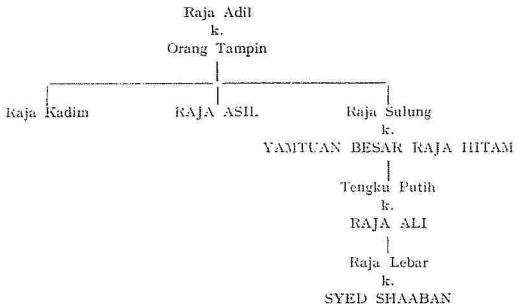 Raja Adil
k.
Orang Tampin
Raja Kadim RAJA ASIL Raja Sulung
k.
YAMTUAN BESAR RAJA HITAM
Tengku Putih
k.
RAJA ALI
Raja Lebar
k.
SYED SHAABAN